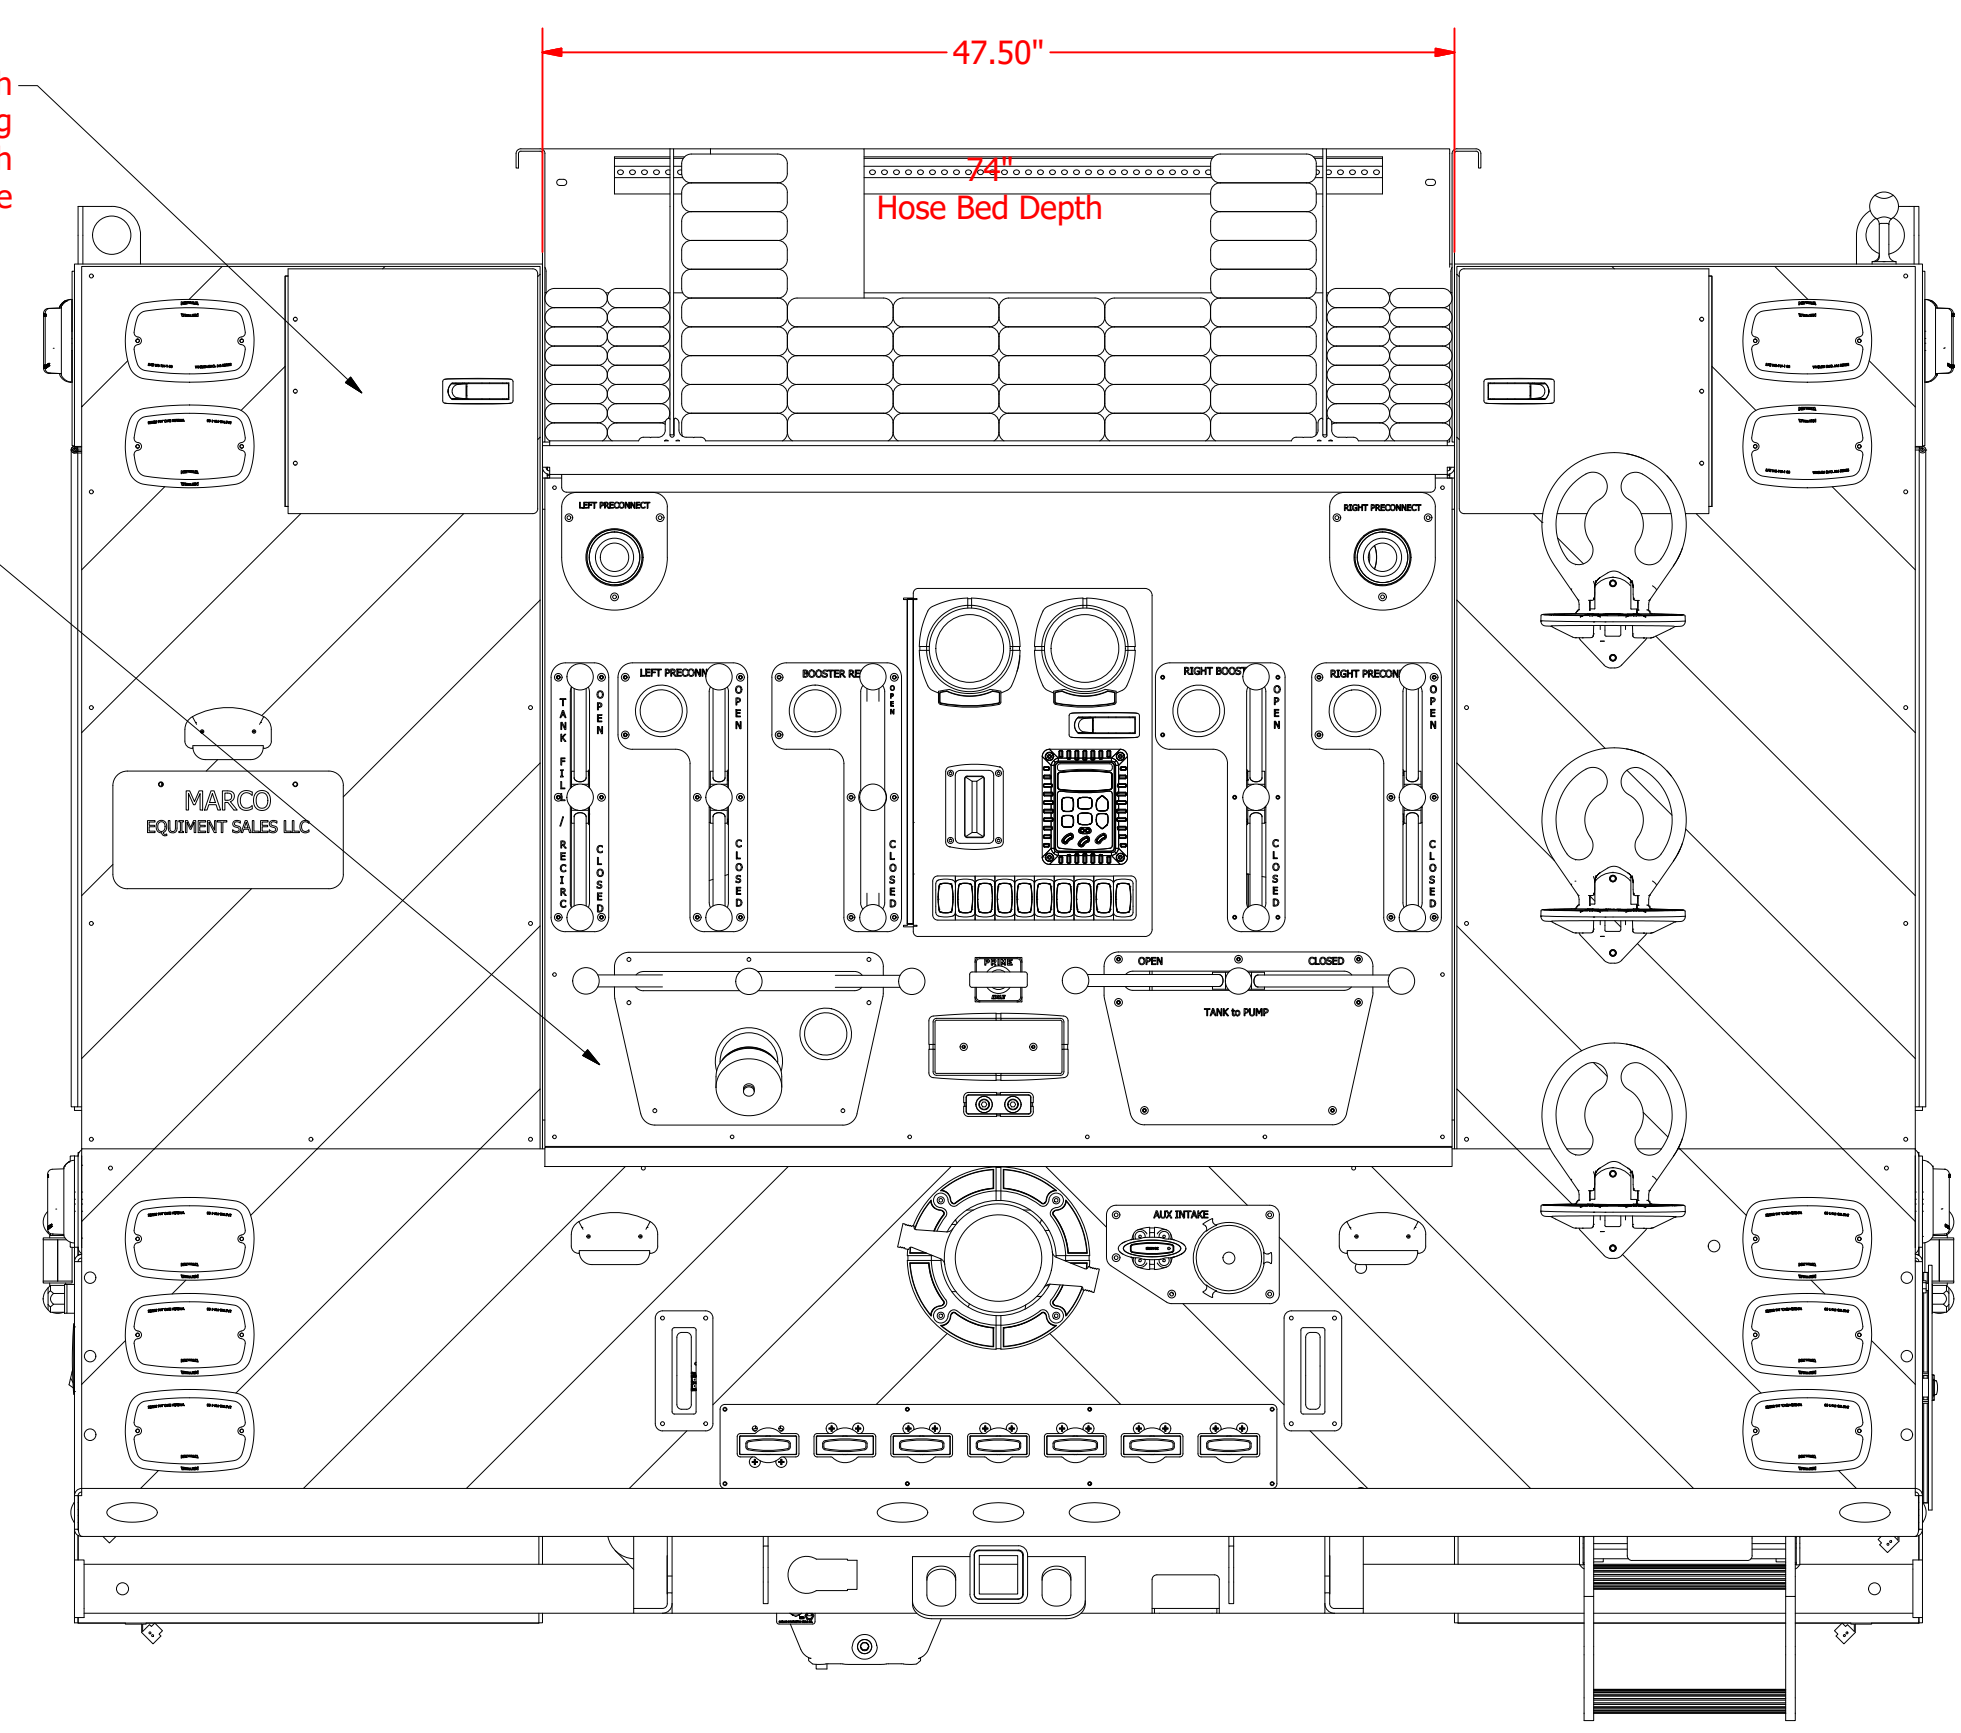 47.50"
74"
Hose Bed Depth
LEFT PRECONNECT
RIGHT PRECONNECT
TANK FILL / RECIRC
OPEN
CLOSED
LEFT PRECONN
OPEN
CLOSED
BOOSTER RE
OPEN
CLOSED
RIGHT BOOST
OPEN
CLOSED
RIGHT PRECON
OPEN
CLOSED
MARCO
EQUIMENT SALES LLC
PRIME
OPEN
CLOSED
TANK to PUMP
AUX INTAKE